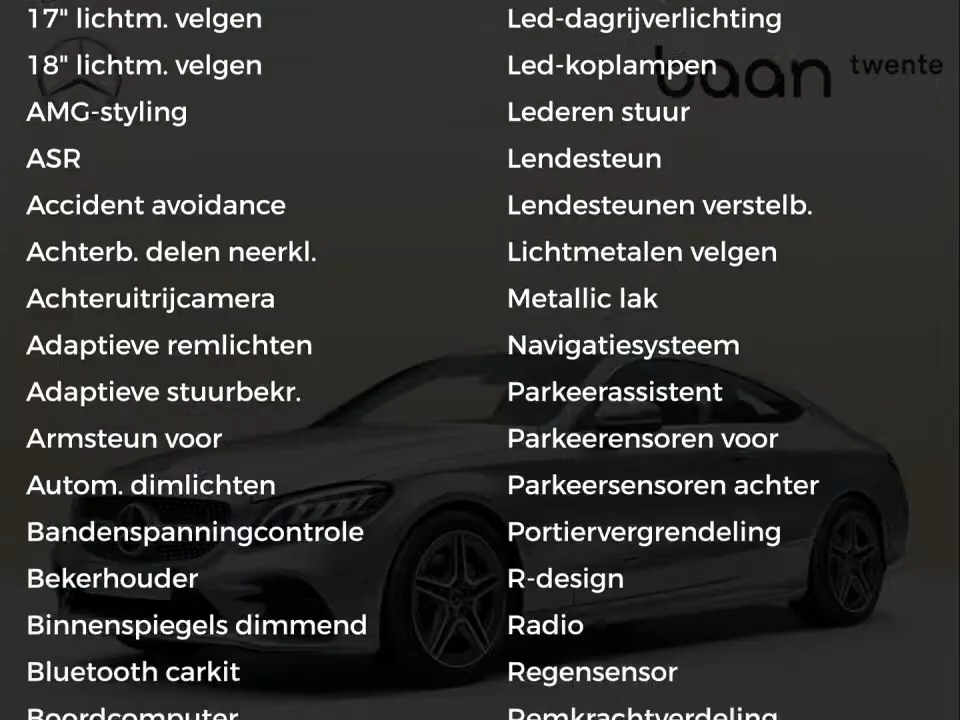 17" lichtm. velgen
18" lichtm. velgen
AMG-styling
ASR
Accident avoidance
Achterb. delen neerkl.
Achteruitrijcamera
Adaptieve remlichten
Adaptieve stuurbekr.
Armsteun voor
Autom. dimlichten
Bandenspanningcontrole
Bekerhouder
Binnenspiegels dimmend
Bluetooth carkit
Boordcomputer
Led-dagrijverlichting
Led-koplampen
Lederen stuur
Lendesteun
Lendesteunen verstelb.
Lichtmetalen velgen
Metallic lak
Navigatiesysteem
Parkeerassistent
Parkeerensoren voor
Parkeersensoren achter
Portiervergrendeling
R-design
Radio
Regensensor
Remkrachtverdeling
baan twente